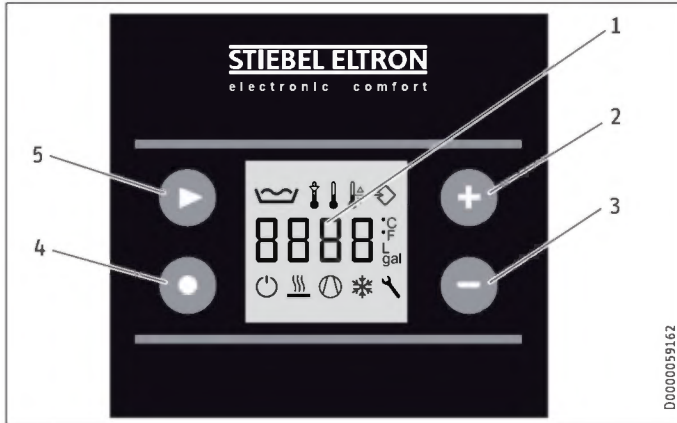 STIEBEL ELTRON
electronic comfort
1
2
3
4
5
8888
°C
°F
L
gal
D0000059162